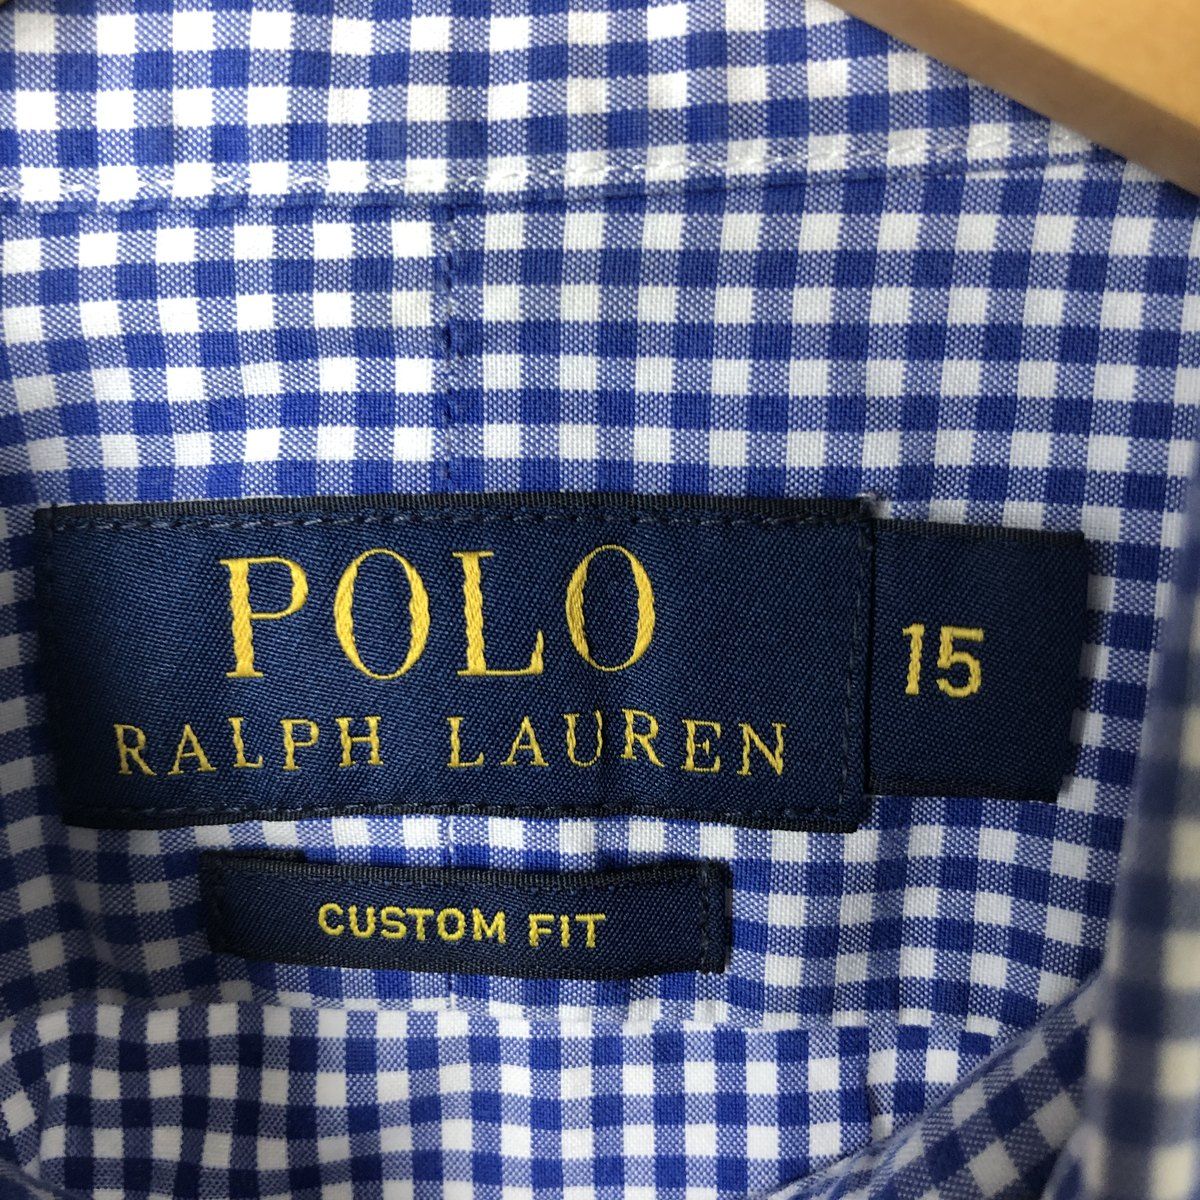 POLO
RALPH LAUREN
15
CUSTOM FIT